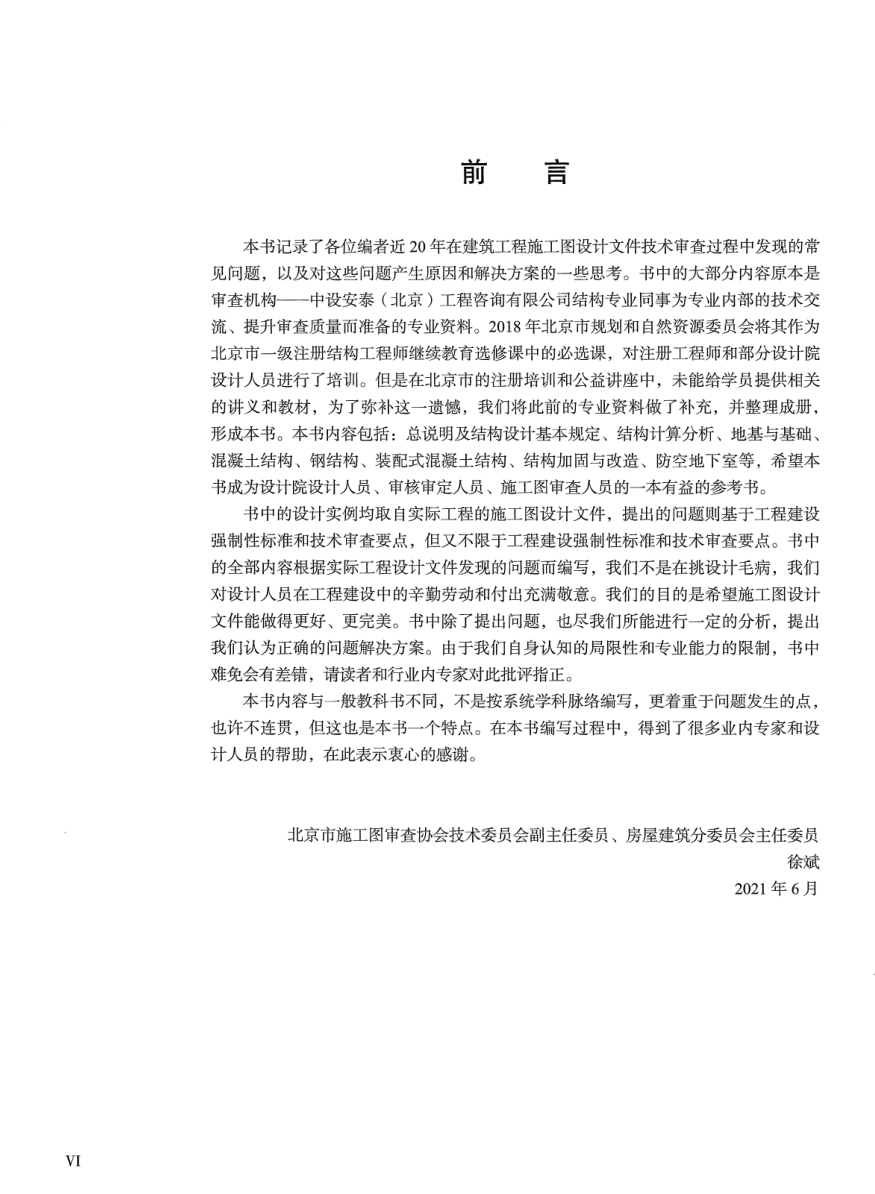 前 言
本书记录了各位编者近 20 年在建筑工程施工图设计文件技术审查过程中发现的常
见问题，以及对这些问题产生原因和解决方案的一些思考。书中的大部分内容原本是
审查机构——中设安泰（北京）工程咨询有限公司结构专业同事为专业内部的技术交
流、提升审查质量而准备的专业资料。2018 年北京市规划和自然资源委员会将其作为
北京市一级注册结构工程师继续教育选修课中的必选课，对注册工程师和部分设计院
设计人员进行了培训。但是在北京市的注册培训和公益讲座中，未能给学员提供相关
的讲义和教材，为了弥补这一遗憾，我们将此前的专业资料做了补充，并整理成册，
形成本书。本书内容包括：总说明及结构设计基本规定、结构计算分析、地基与基础、
混凝土结构、钢结构、装配式混凝土结构、结构加固与改造、防空地下室等，希望本
书成为设计院设计人员、审核审定人员、施工图审查人员的一本有益的参考书。
书中的设计实例均取自实际工程的施工图设计文件，提出的问题则基于工程建设
强制性标准和技术审查要点，但又不限于工程建设强制性标准和技术审查要点。书中
的全部内容根据实际工程设计文件发现的问题而编写，我们不是在挑设计毛病，我们
对设计人员在工程建设中的辛勤劳动和付出充满敬意。我们的目的是希望施工图设计
文件能做得更好、更完美。书中除了提出问题，也尽我们所能进行一定的分析，提出
我们认为正确的问题解决方案。由于我们自身认知的局限性和专业能力的限制，书中
难免会有差错，请读者和行业内专家对此批评指正。
本书内容与一般教科书不同，不是按系统学科脉络编写，更着重于问题发生的点，
也许不连贯，但这也是本书一个特点。在本书编写过程中，得到了很多业内专家和设
计人员的帮助，在此表示衷心的感谢。
北京市施工图审查协会技术委员会副主任委员、房屋建筑分委员会主任委员
徐斌
2021 年 6 月
VI